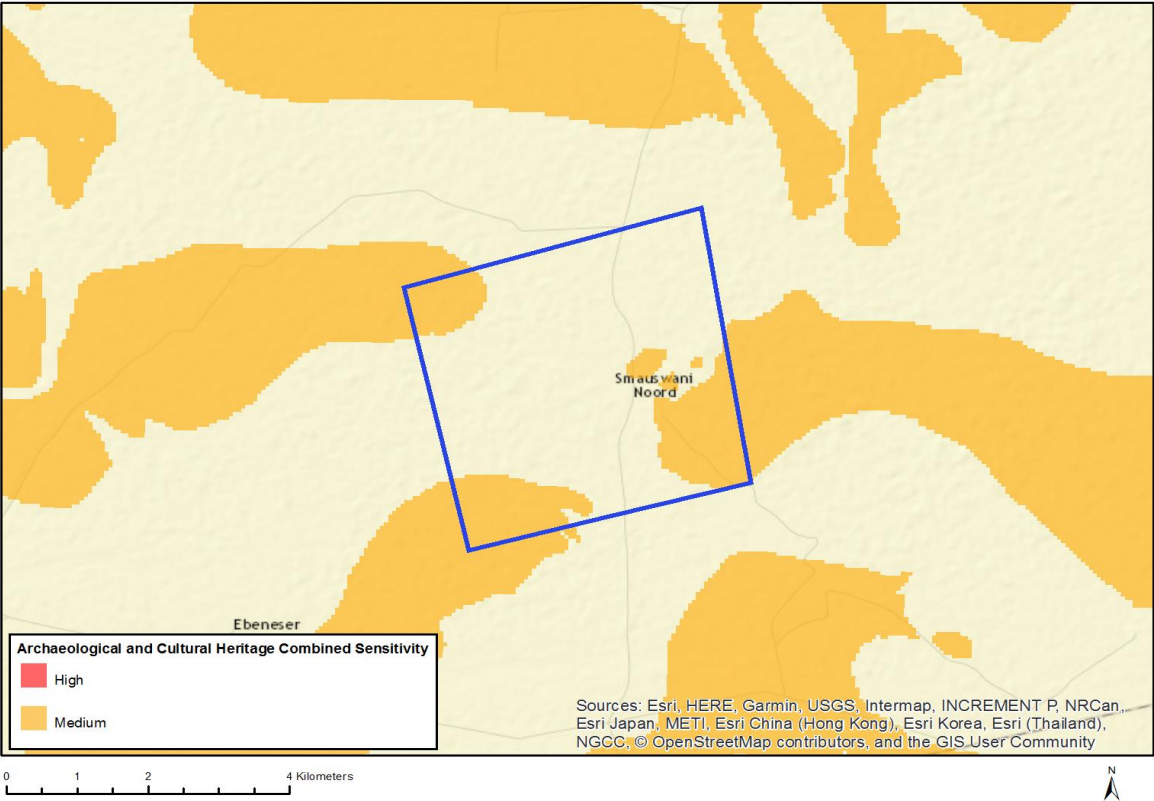 Smauswani
Noord
Ebeneser
Archaeological and Cultural Heritage Combined Sensitivity
High
Medium
Sources: Esri, HERE, Garmin, USGS, Intermap, INCREMENT P, NRCan,
Esri Japan, METI, Esri China (Hong Kong), Esri Korea, Esri (Thailand),
NGCC, © OpenStreetMap contributors, and the GIS User Community
0 1 2 4 Kilometers
N